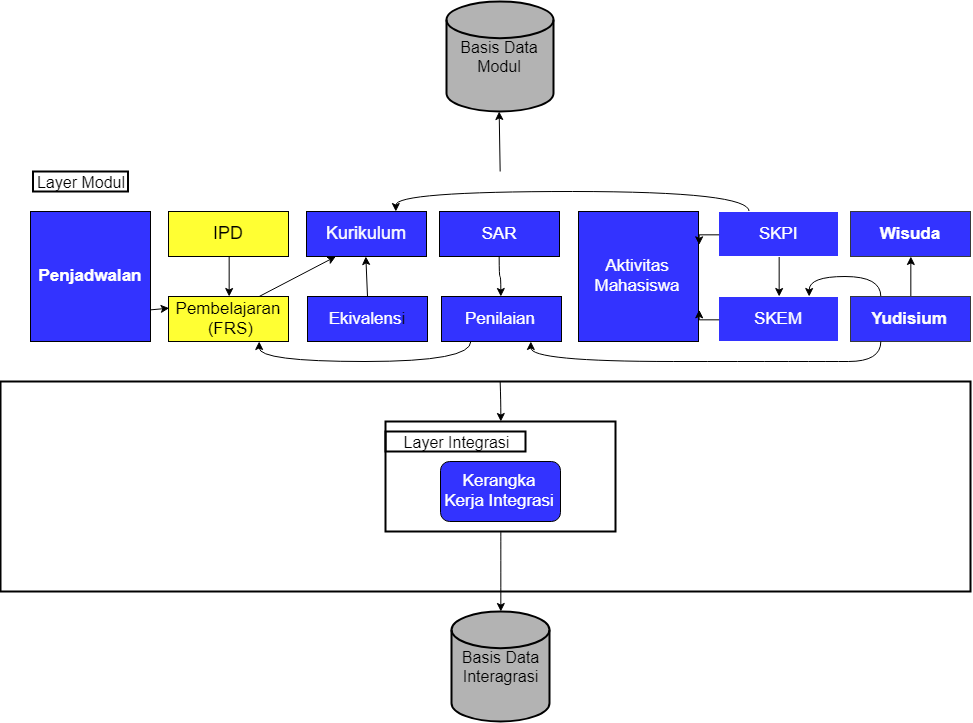 Basis Data
Modul
Layer Modul
IPD
Kurikulum
SAR
SKPI
Wisuda
Penjadwalan
Aktivitas
Mahasiswa
Pembelajaran
(FRS)
Ekivalensi
Penilaian
SKEM
Yudisium
Layer Integrasi
Kerangka
Kerja Integrasi
Basis Data
Interagrasi